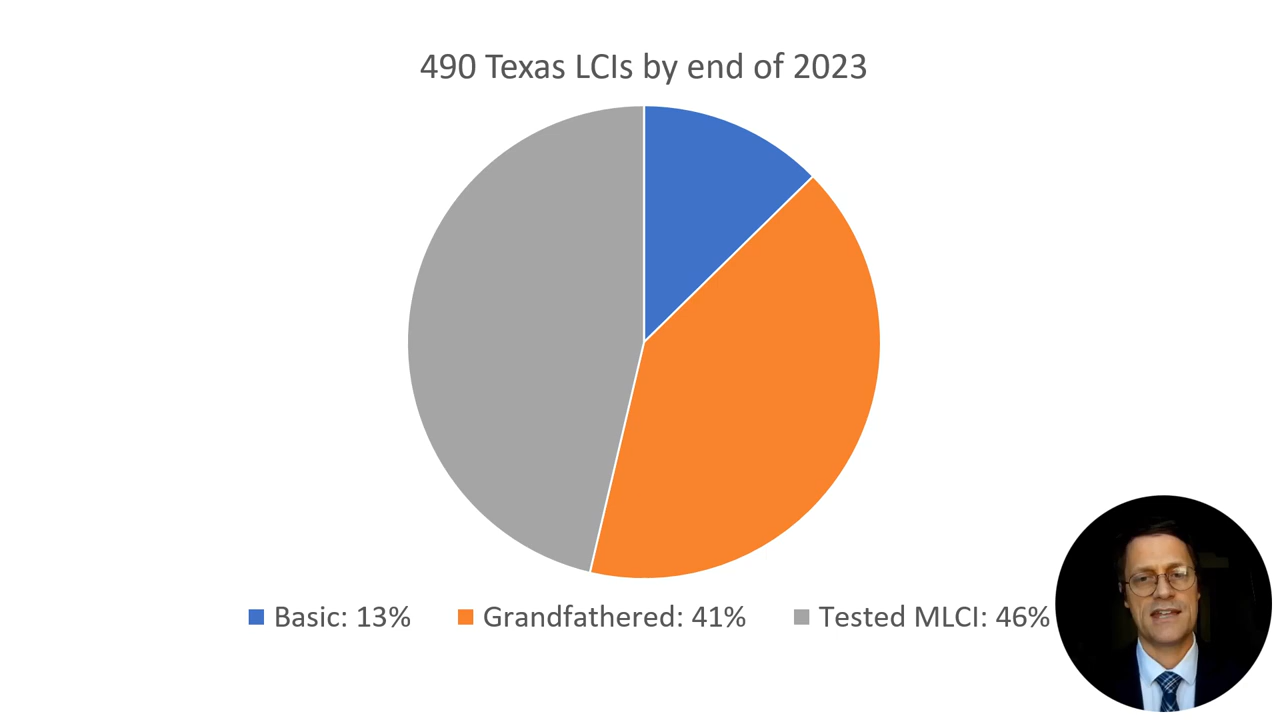 490 Texas LCIs by end of 2023
Basic: 13% Grandfathered: 41% Tested MLCI: 46%